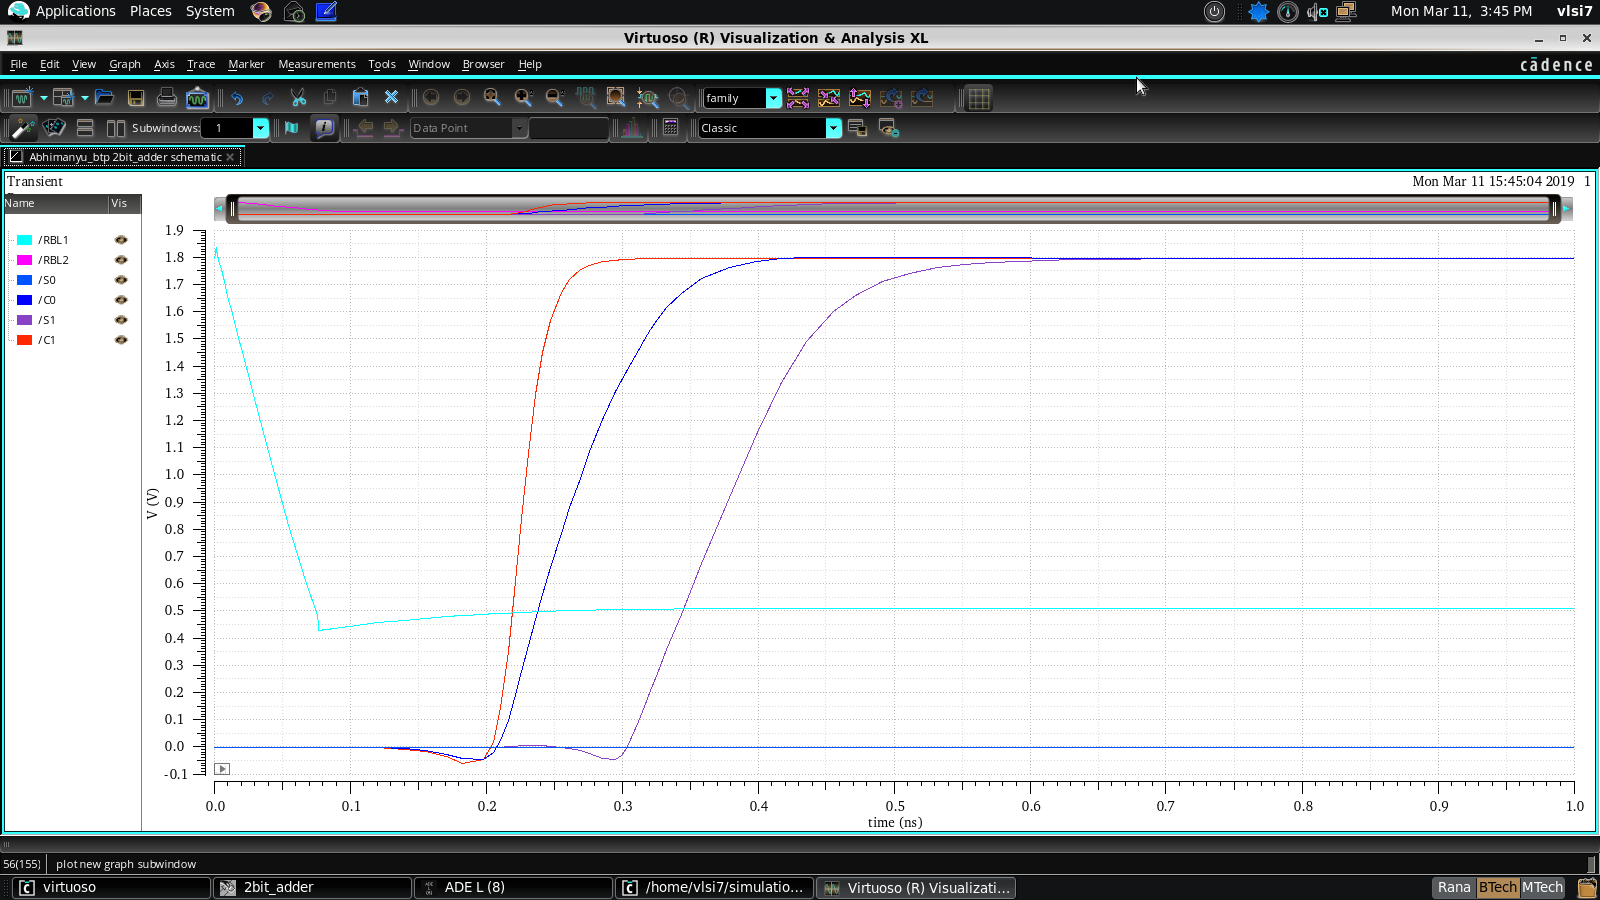 Applications Places System Mon Mar 11, 3:45 PM vlsi7
Virtuoso (R) Visualization & Analysis XL
File Edit View Graph Axis Trace Marker Measurements Tools Window Browser Help cādence
family
Subwindows: 1 Data Point Classic
Abhimanyu_btp 2bit_adder schematic
Transient Mon Mar 11 15:45:04 2019 1
Name Vis
/RBL1
/RBL2
/S0
/C0
/S1
/C1
1.9
1.8
1.7
1.6
1.5
1.4
1.3
1.2
1.1
1.0
0.9
0.8
0.7
0.6
0.5
0.4
0.3
0.2
0.1
0.0
-0.1
V (V)
0.0 0.1 0.2 0.3 0.4 0.5 0.6 0.7 0.8 0.9 1.0
time (ns)
56(155) plot new graph subwindow
virtuoso 2bit_adder ADE L (8) /home/vlsi7/simulatio... Virtuoso (R) Visualizati... Rana BTech MTech